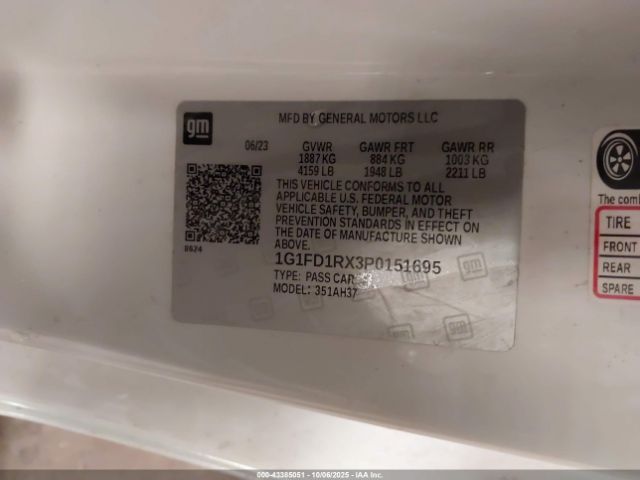 gm
MFD BY GENERAL MOTORS LLC
06/23 GVWR GAWR FRT GAWR RR
1887 KG 884 KG 1003 KG
4159 LB 1948 LB 2211 LB
THIS VEHICLE CONFORMS TO ALL
APPLICABLE U.S. FEDERAL MOTOR
VEHICLE SAFETY, BUMPER, AND THEFT
PREVENTION STANDARDS IN EFFECT ON
THE DATE OF MANUFACTURE SHOWN
ABOVE.
8624
1G1FD1RX3P0151695
TYPE: PASS CAR
MODEL: 351AH37
The
TIRE
FRONT
REAR
SPARE
000-43385051 - 10/06/2025 - IAA Inc.